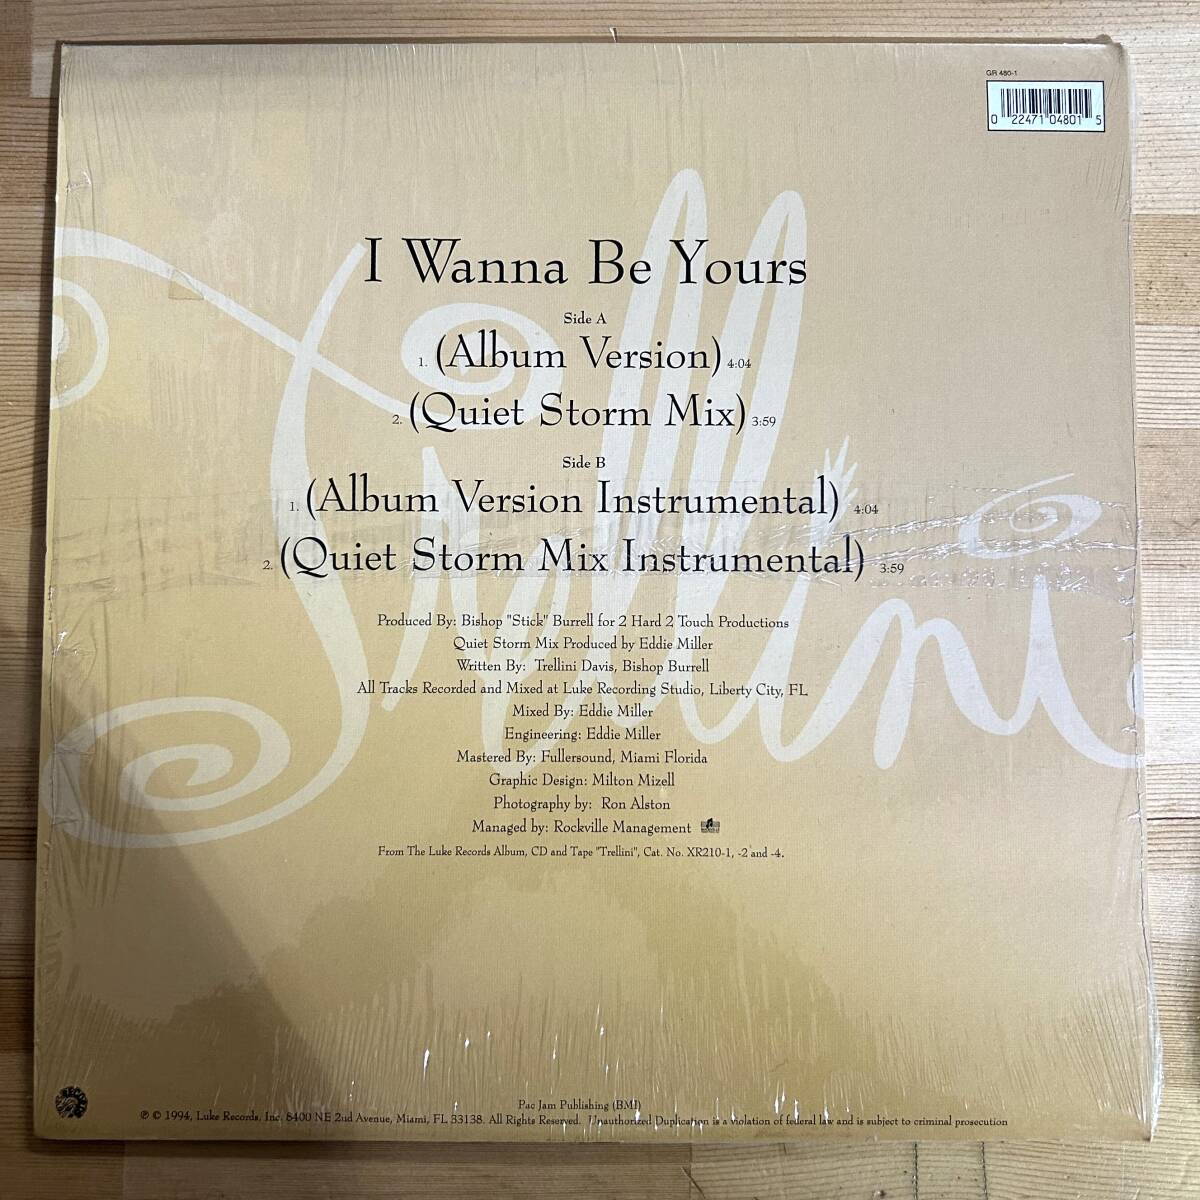 GR 480-1
0 22471 04801 5
Trellini
I Wanna Be Yours
Side A
1. (Album Version) 4:04
2. (Quiet Storm Mix) 3:59
Side B
1. (Album Version Instrumental) 4:04
2. (Quiet Storm Mix Instrumental) 3:59
Produced By: Bishop "Stick" Burrell for 2 Hard 2 Touch Productions
Quiet Storm Mix Produced by Eddie Miller
Written By: Trellini Davis, Bishop Burrell
All Tracks Recorded and Mixed at Luke Recording Studio, Liberty City, FL
Mixed By: Eddie Miller
Engineering: Eddie Miller
Mastered By: Fullersound, Miami Florida
Graphic Design: Milton Mizell
Photography by: Ron Alston
Managed by: Rockville Management
From The Luke Records Album, CD and Tape "Trellini", Cat. No. XR210-1, -2 and -4.
Pac Jam Publishing (BMI)
℗ © 1994, Luke Records, Inc. 8400 NE 2nd Avenue, Miami, FL 33138. All Rights Reserved. Unauthorized Duplication is a violation of federal law and is subject to criminal prosecution